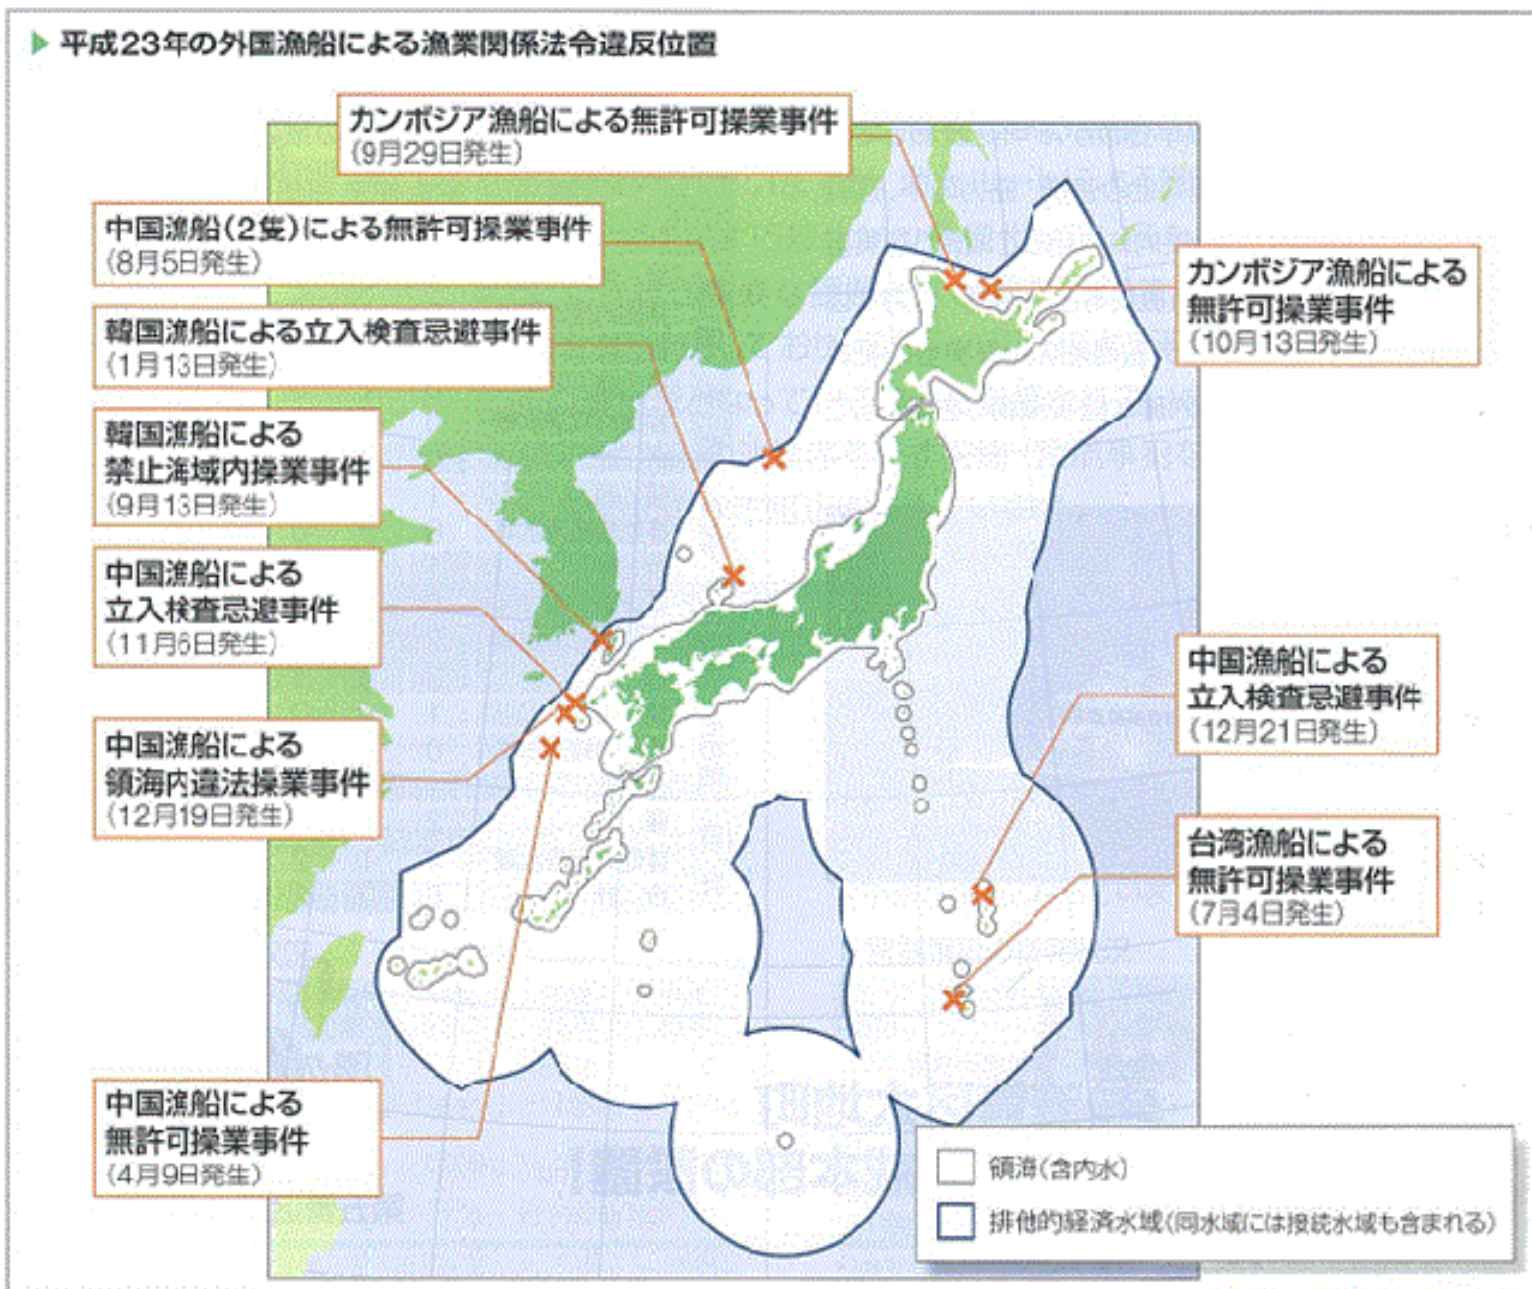 平成23年の外国漁船による漁業関係法令違反位置
カンボジア漁船による無許可操業事件
(9月29日発生)
中国漁船(2隻)による無許可操業事件
(8月5日発生)
韓国漁船による立入検査忌避事件
(1月13日発生)
韓国漁船による
禁止海域内操業事件
(9月13日発生)
中国漁船による
立入検査忌避事件
(11月6日発生)
中国漁船による
領海内違法操業事件
(12月19日発生)
中国漁船による
無許可操業事件
(4月9日発生)
カンボジア漁船による
無許可操業事件
(10月13日発生)
中国漁船による
立入検査忌避事件
(12月21日発生)
台湾漁船による
無許可操業事件
(7月4日発生)
領海(含内水)
排他的経済水域(同水域には接続水域も含まれる)